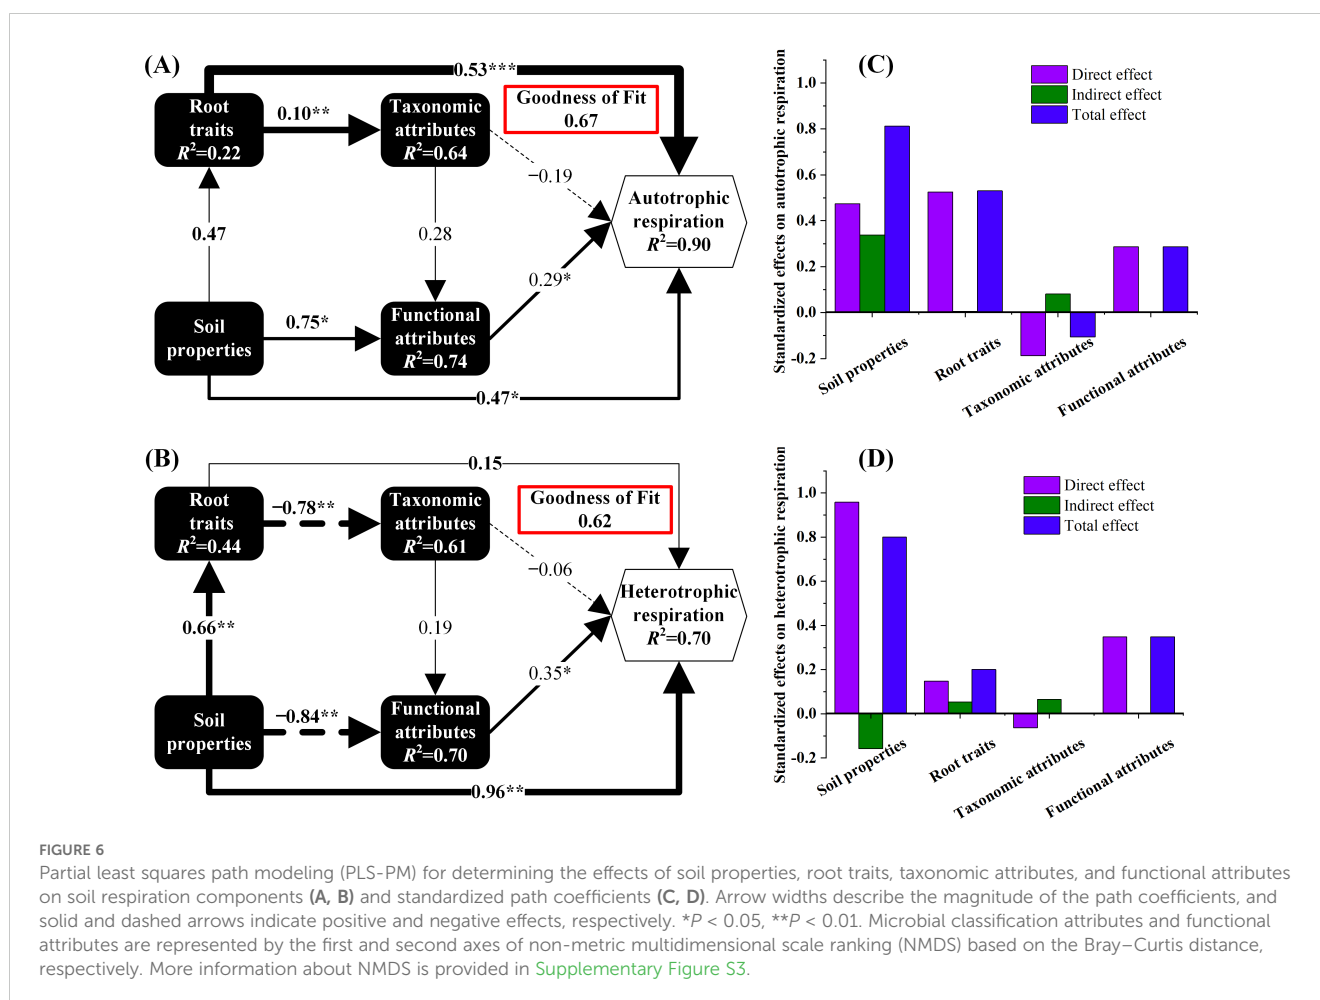 (A)
0.53***
Goodness of Fit
0.67
Root
traits
R²=0.22
0.10**
Taxonomic
attributes
R²=0.64
−0.19
Autotrophic
respiration
R²=0.90
0.47
0.28
0.29*
Soil
properties
0.75*
Functional
attributes
R²=0.74
0.47*
(C)
Direct effect
Indirect effect
Total effect
Standardized effects on autotrophic respiration
1.0
0.8
0.6
0.4
0.2
0.0
-0.2
Soil properties
Root traits
Taxonomic attributes
Functional attributes
(B)
0.15
Goodness of Fit
0.62
Root
traits
R²=0.44
−0.78**
Taxonomic
attributes
R²=0.61
−0.06
Heterotrophic
respiration
R²=0.70
0.66**
0.19
0.35*
Soil
properties
−0.84**
Functional
attributes
R²=0.70
0.96**
(D)
Direct effect
Indirect effect
Total effect
Standardized effects on heterotrophic respiration
1.0
0.8
0.6
0.4
0.2
0.0
-0.2
Soil properties
Root traits
Taxonomic attributes
Functional attributes
FIGURE 6
Partial least squares path modeling (PLS-PM) for determining the effects of soil properties, root traits, taxonomic attributes, and functional attributes
on soil respiration components (A, B) and standardized path coefficients (C, D). Arrow widths describe the magnitude of the path coefficients, and
solid and dashed arrows indicate positive and negative effects, respectively. *P < 0.05, **P < 0.01. Microbial classification attributes and functional
attributes are represented by the first and second axes of non-metric multidimensional scale ranking (NMDS) based on the Bray–Curtis distance,
respectively. More information about NMDS is provided in Supplementary Figure S3.